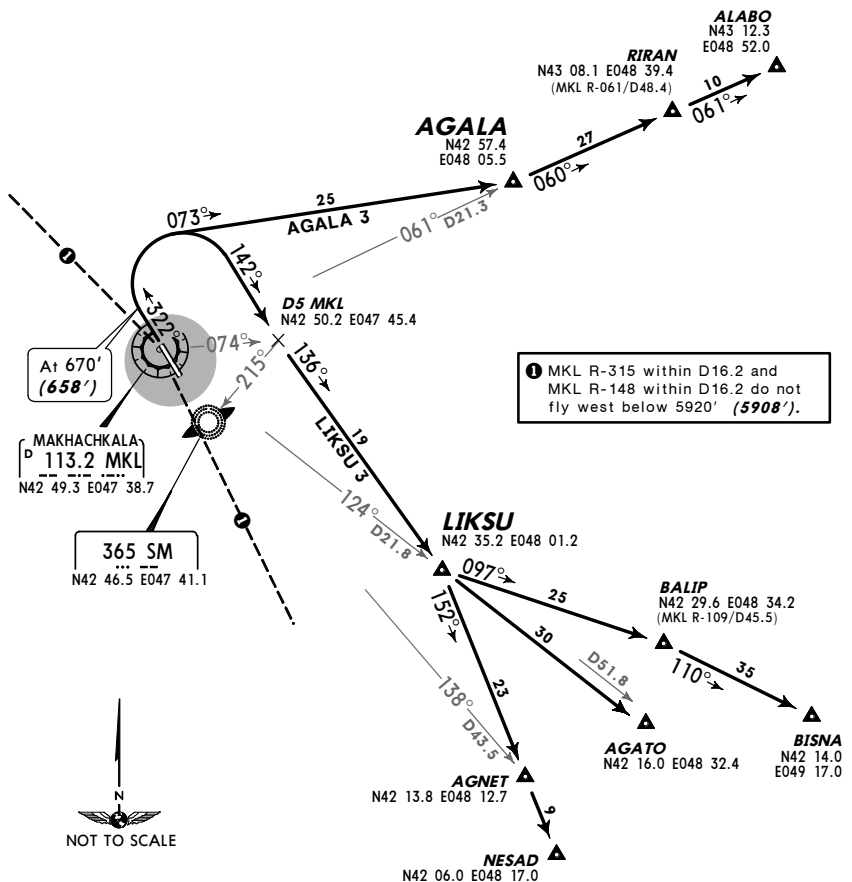 ALABO
N43 12.3
E048 52.0
RIRAN
N43 08.1 E048 39.4
(MKL R-061/D48.4)
10
061°
AGALA
N42 57.4
E048 05.5
27
060°
25
073°
AGALA 3
061° D21.3
142°
D5 MKL
N42 50.2 E047 45.4
1
322°
074°
215°
136°
At 670'
(658')
1 MKL R-315 within D16.2 and
MKL R-148 within D16.2 do not
fly west below 5920' (5908').
MAKHACHKALA
D 113.2 MKL
N42 49.3 E047 38.7
19
LIKSU 3
124°
D21.8
LIKSU
N42 35.2 E048 01.2
365 SM
N42 46.5 E047 41.1
1
097°
152°
25
BALIP
N42 29.6 E048 34.2
(MKL R-109/D45.5)
30
D51.8
110°
35
23
138°
D43.5
AGATO
N42 16.0 E048 32.4
BISNA
N42 14.0
E049 17.0
AGNET
N42 13.8 E048 12.7
9
N
NOT TO SCALE
NESAD
N42 06.0 E048 17.0